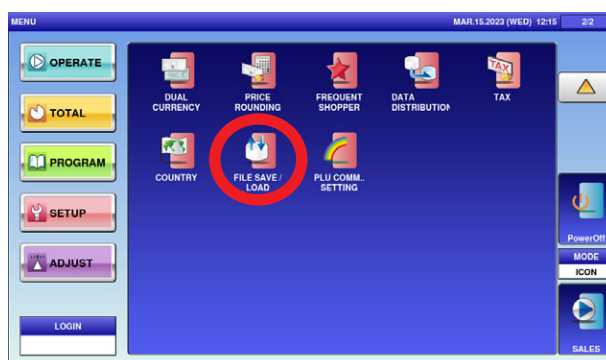 MENU
MAR.15.2023 (WED) 12:15
2/2
OPERATE
TOTAL
PROGRAM
SETUP
ADJUST
LOGIN
DUAL
CURRENCY
PRICE
ROUNDING
FREQUENT
SHOPPER
DATA
DISTRIBUTION
TAX
TAX
COUNTRY
FILE SAVE /
LOAD
PLU COMM..
SETTING
PowerOff
MODE
ICON
SALES